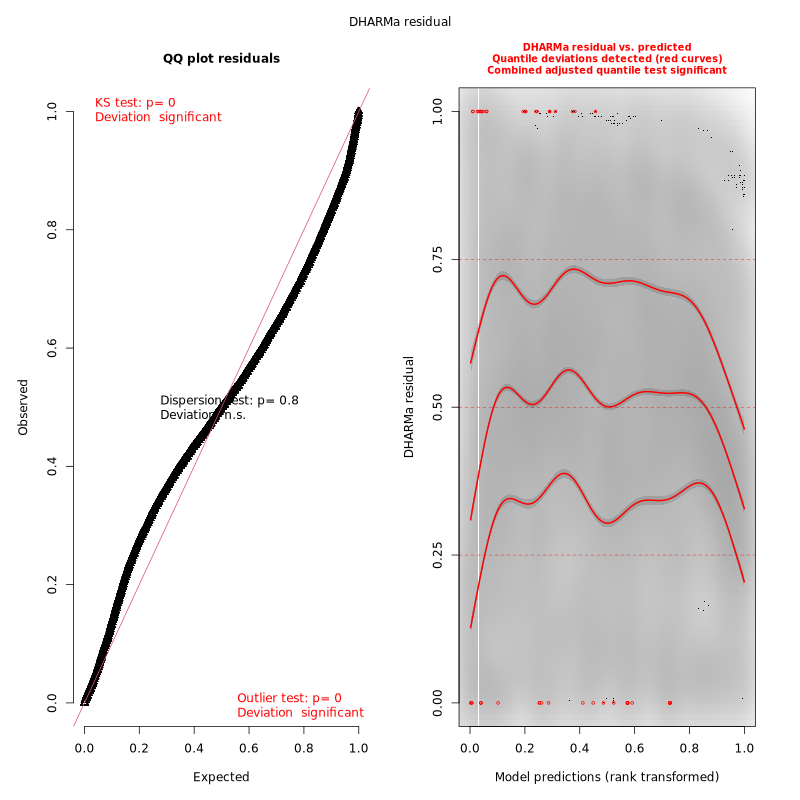 DHARMa residual
QQ plot residuals
KS test: p= 0
Deviation  significant
Dispersion test: p= 0.8
Deviation n.s.
Outlier test: p= 0
Deviation  significant
Observed
0.0
0.2
0.4
0.6
0.8
1.0
0.0 0.2 0.4 0.6 0.8 1.0
Expected
DHARMa residual vs. predicted
Quantile deviations detected (red curves)
Combined adjusted quantile test significant
DHARMa residual
0.00
0.25
0.50
0.75
1.00
0.0 0.2 0.4 0.6 0.8 1.0
Model predictions (rank transformed)